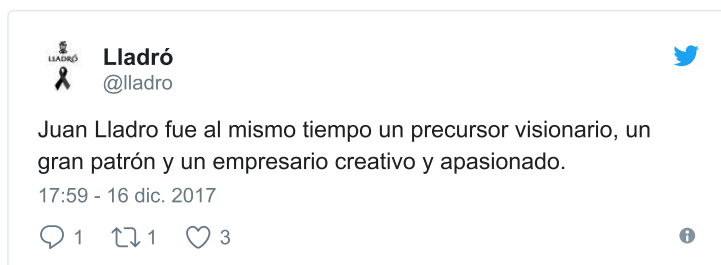 LLADRÓ
Lladró
@lladro
Juan Lladro fue al mismo tiempo un precursor visionario, un
gran patrón y un empresario creativo y apasionado.
17:59 - 16 dic. 2017
1 1 3